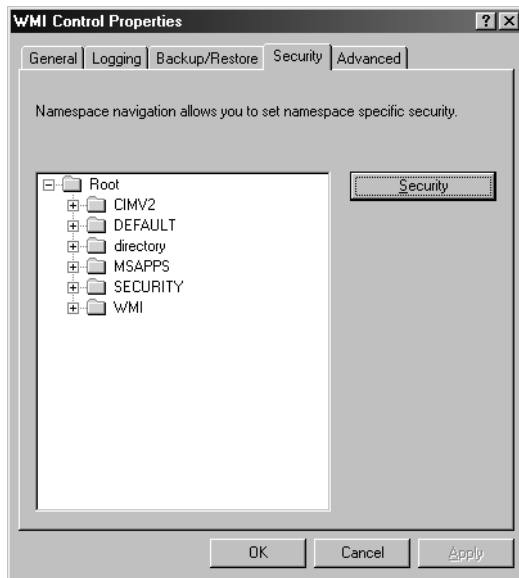 WMI Control Properties
General Logging Backup/Restore Security Advanced
Namespace navigation allows you to set namespace specific security.
Root
Security
CIMV2
DEFAULT
directory
MSAPPS
SECURITY
WMI
OK Cancel Apply